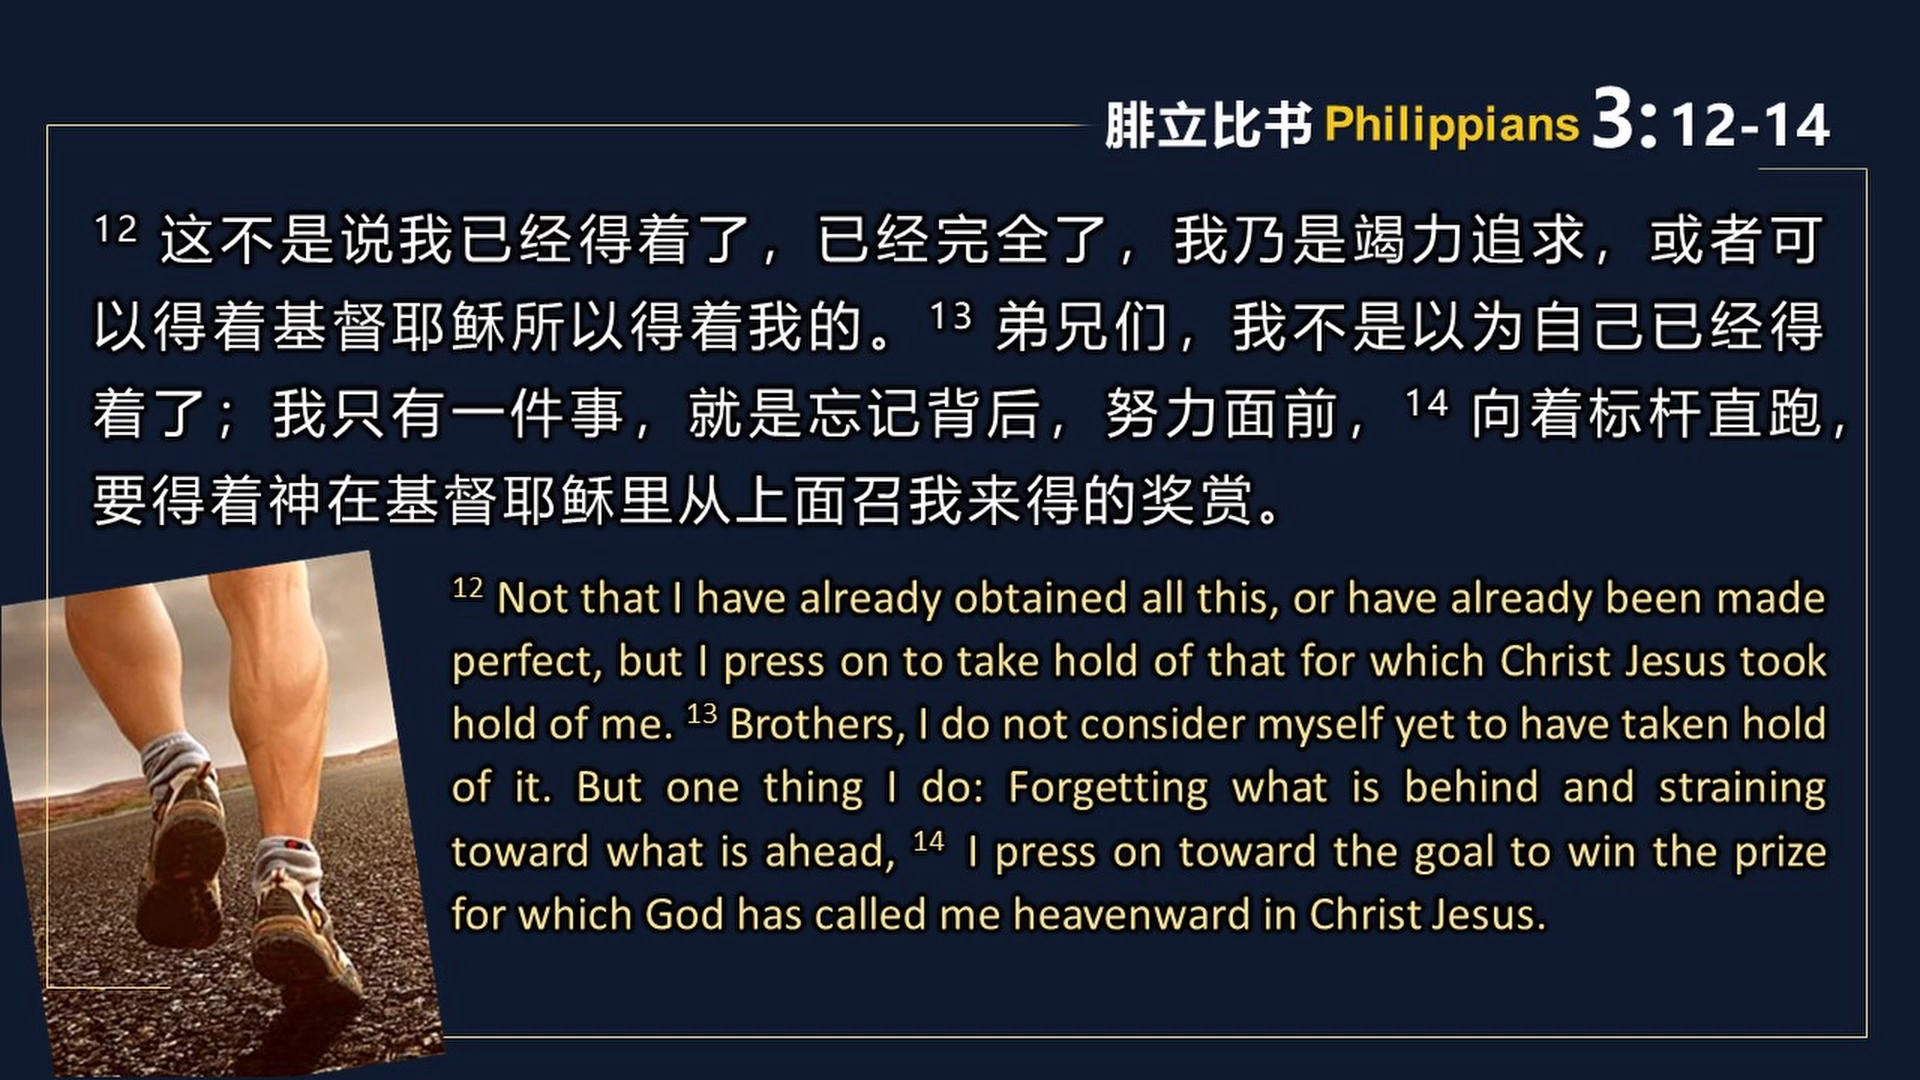 腓立比书 Philippians 3: 12-14
12 这不是说我已经得着了，已经完全了，我乃是竭力追求，或者可
以得着基督耶稣所以得着我的。13 弟兄们，我不是以为自己已经得
着了；我只有一件事，就是忘记背后，努力面前，14 向着标杆直跑，
要得着神在基督耶稣里从上面召我来得的奖赏。
12 Not that I have already obtained all this, or have already been made
perfect, but I press on to take hold of that for which Christ Jesus took
hold of me. 13 Brothers, I do not consider myself yet to have taken hold
of it. But one thing I do: Forgetting what is behind and straining
toward what is ahead, 14 I press on toward the goal to win the prize
for which God has called me heavenward in Christ Jesus.